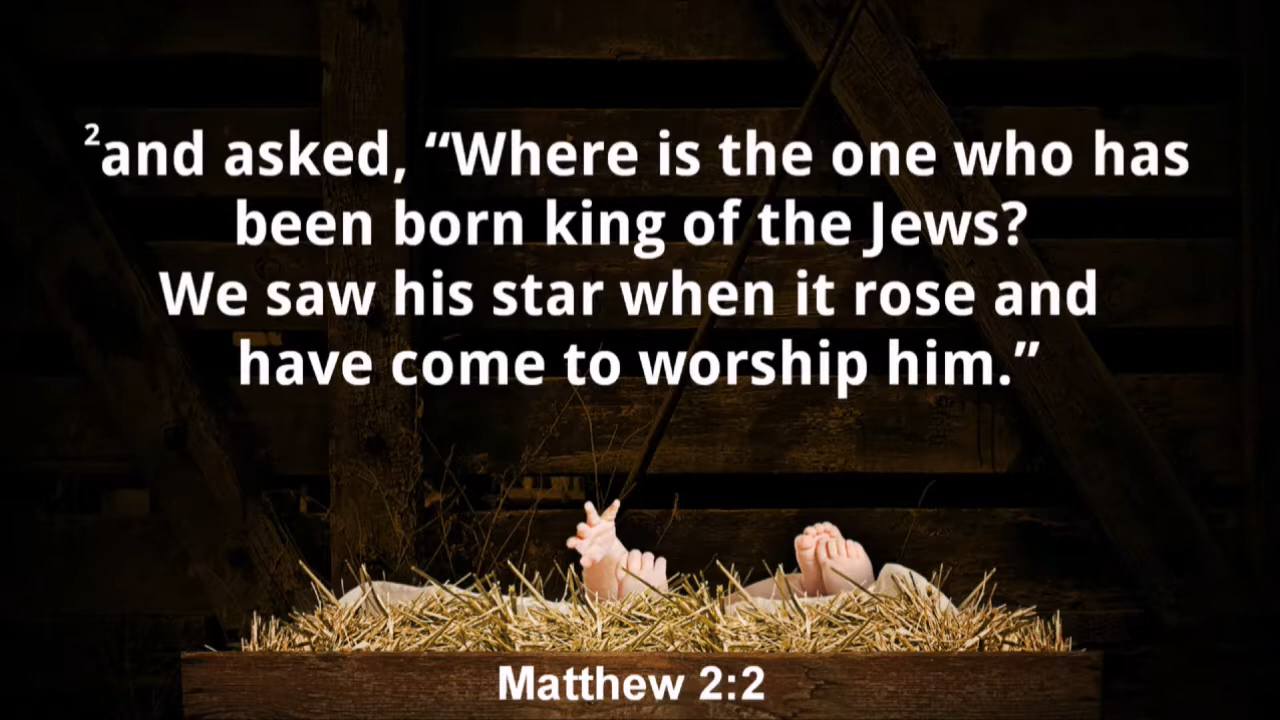 ²and asked, “Where is the one who has
been born king of the Jews?
We saw his star when it rose and
have come to worship him.”
Matthew 2:2